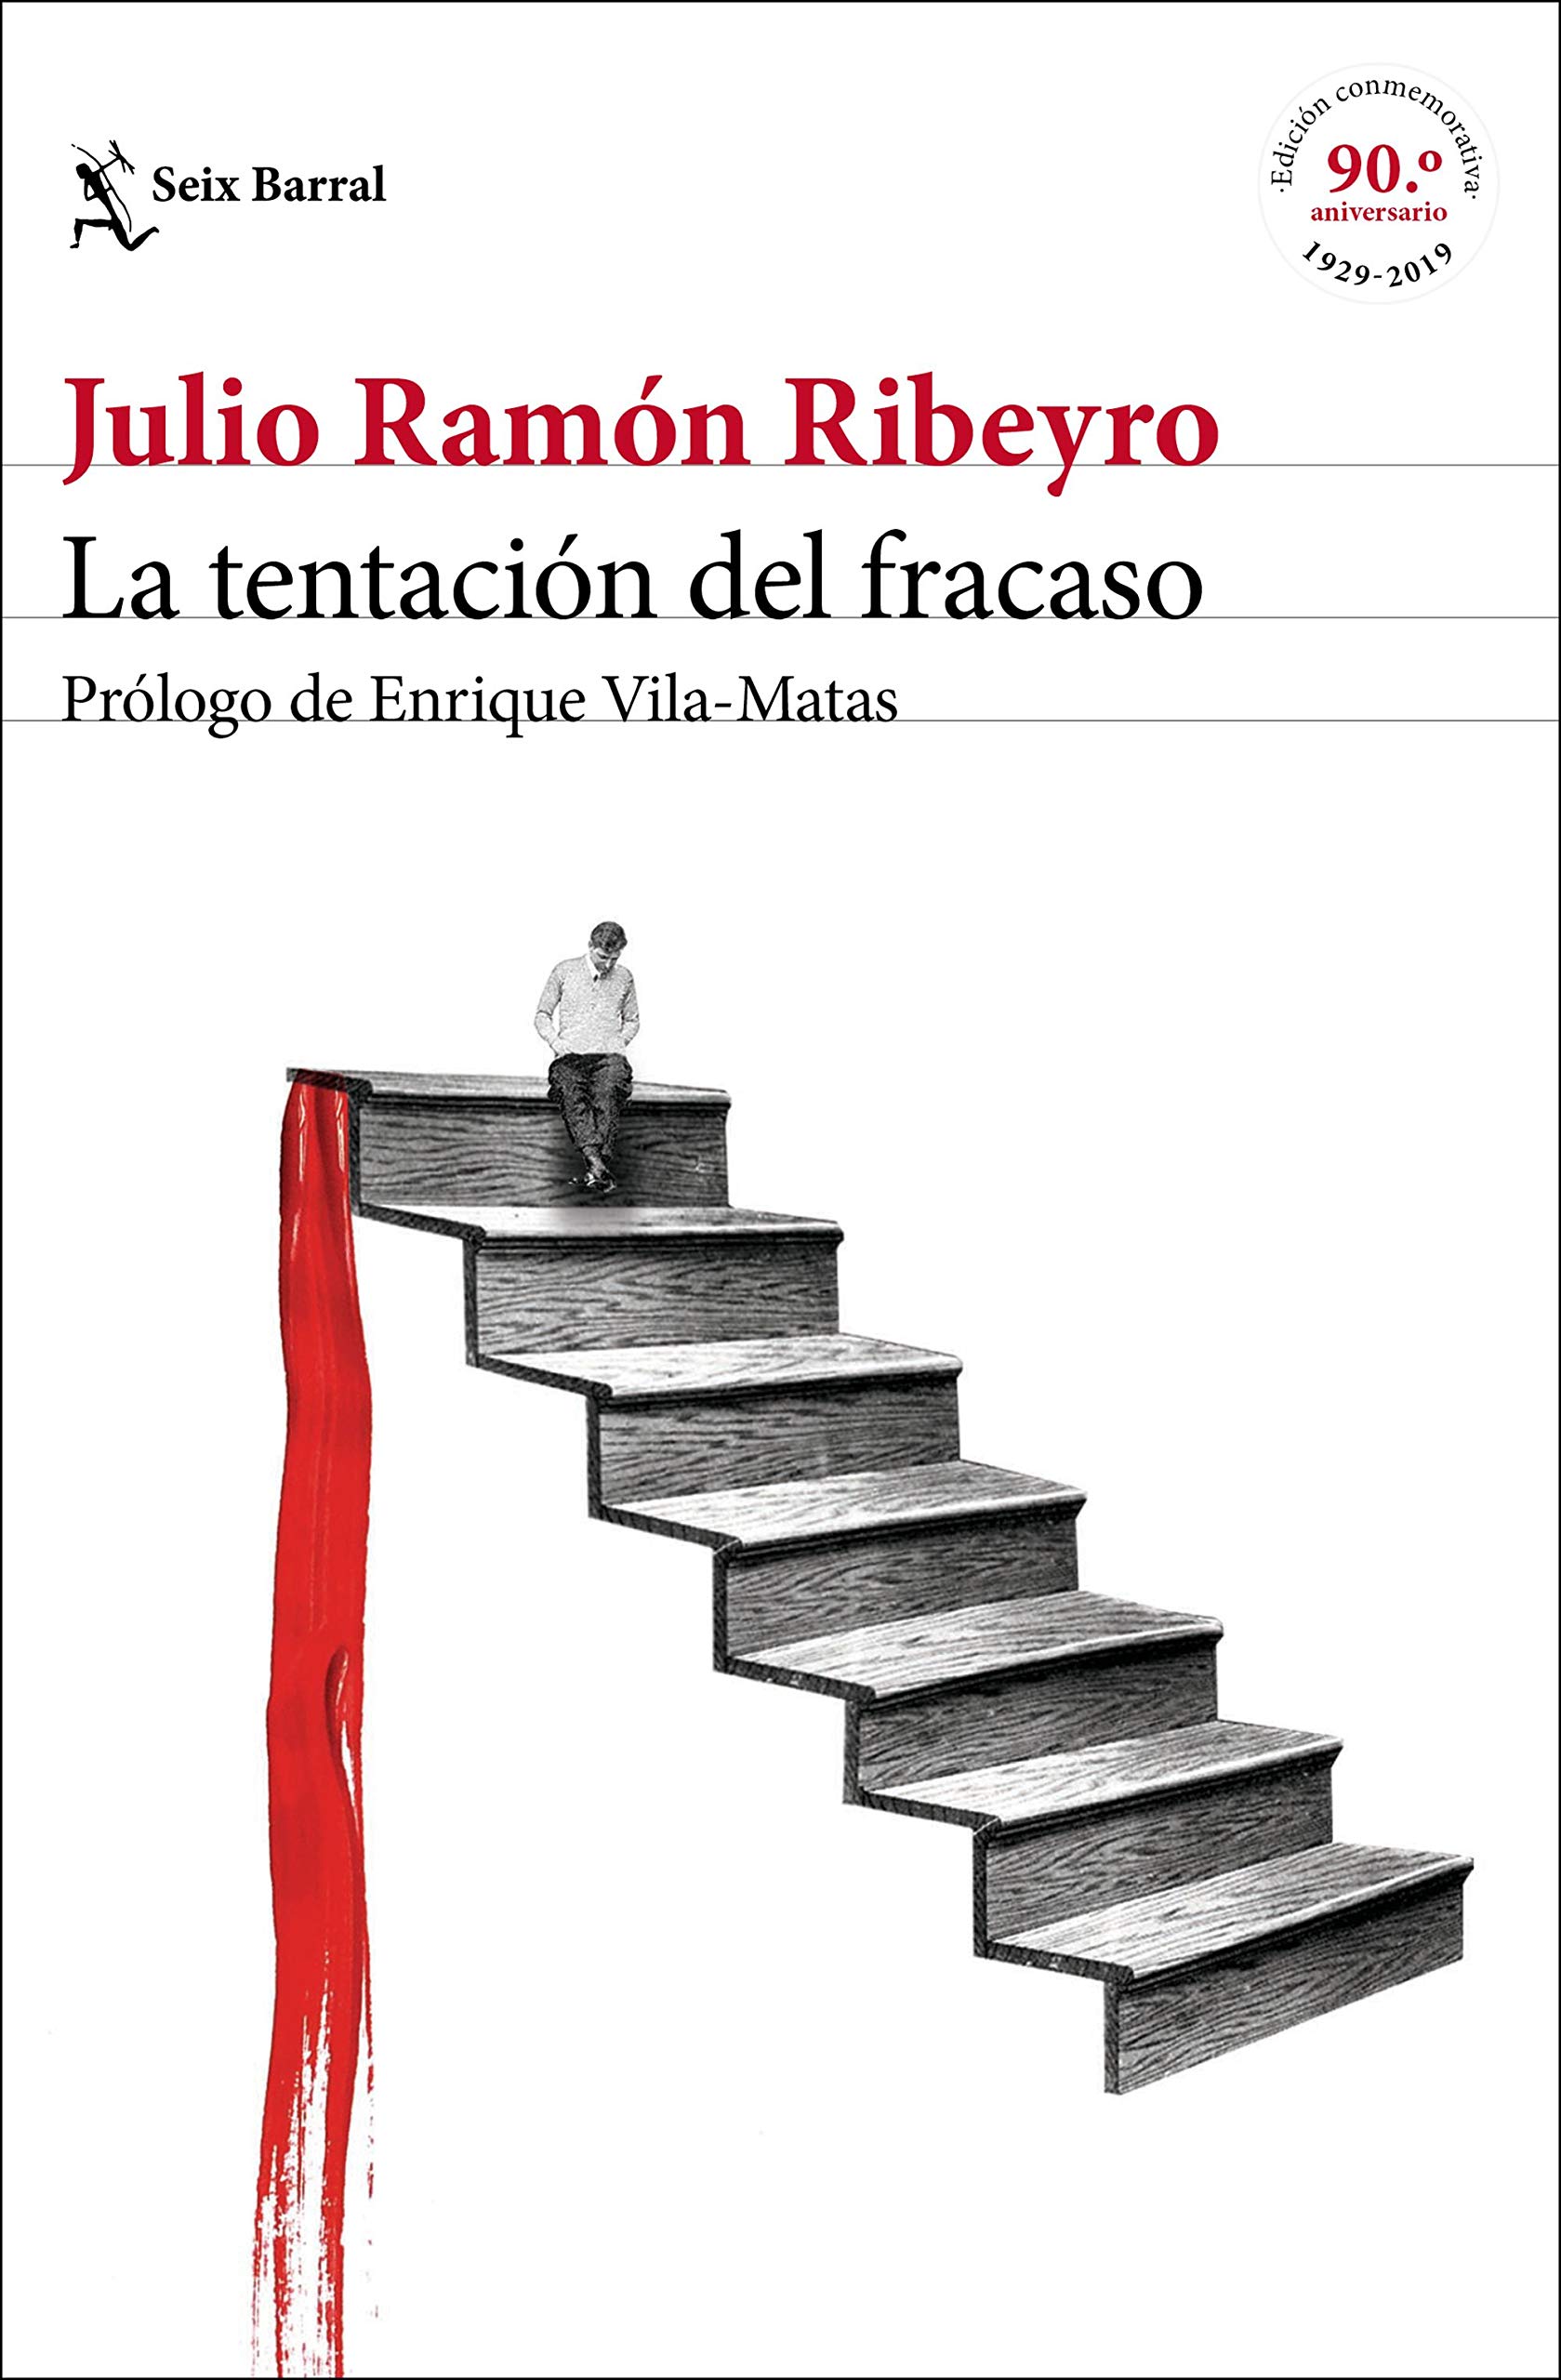 Seix Barral
·Edición conmemorativa·
90.º
aniversario
1929-2019
Julio Ramón Ribeyro
La tentación del fracaso
Prólogo de Enrique Vila-Matas